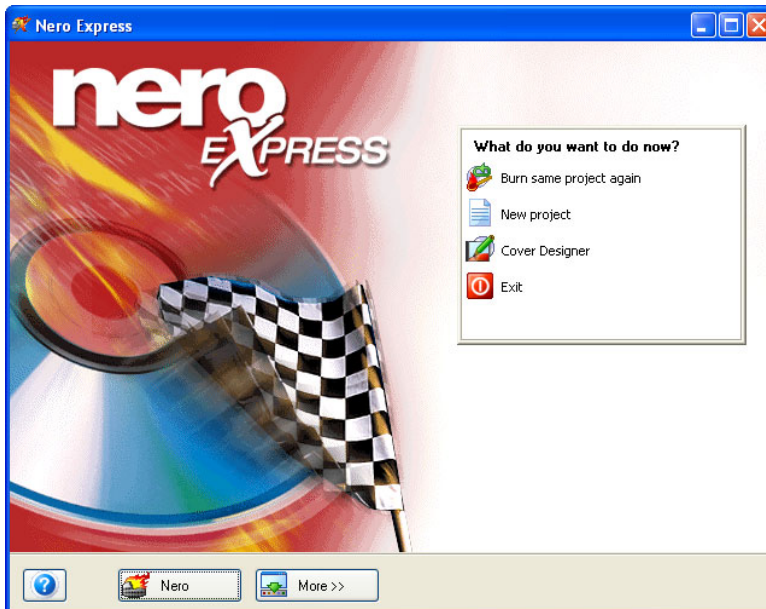 Nero Express
nero
EXPRESS
What do you want to do now?
Burn same project again
New project
Cover Designer
Exit
?
Nero
More >>